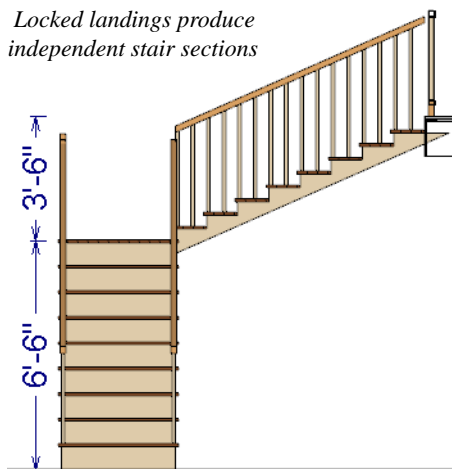 Locked landings produce
independent stair sections
3'-6"
6'-6"